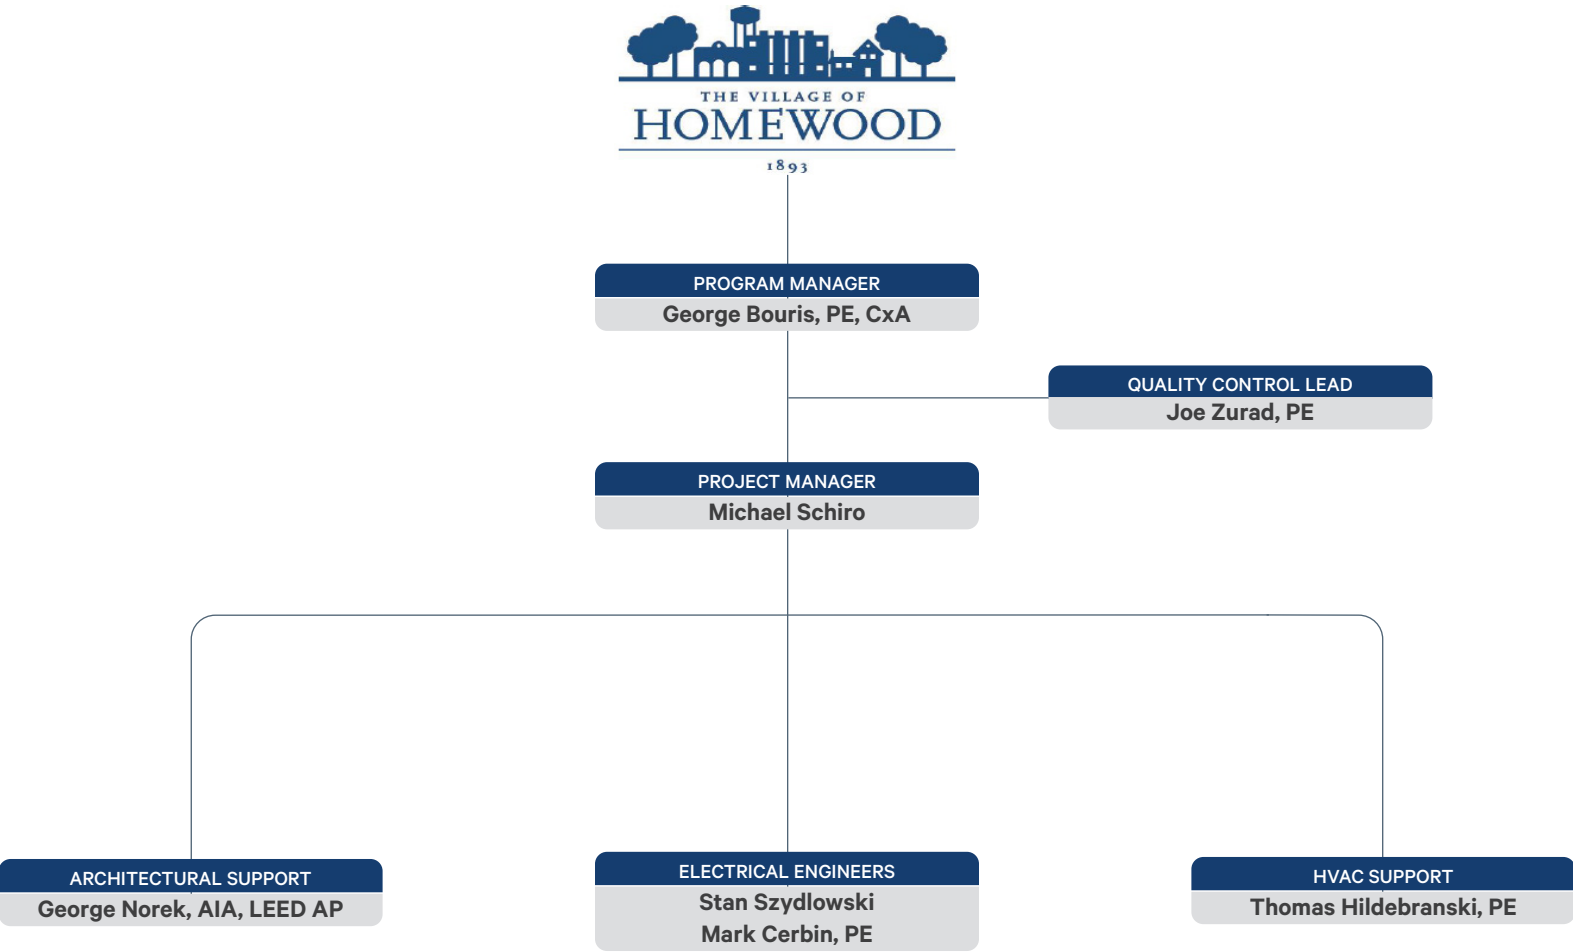 THE VILLAGE OF
HOMEWOOD
1893
PROGRAM MANAGER
George Bouris, PE, CxA
QUALITY CONTROL LEAD
Joe Zurad, PE
PROJECT MANAGER
Michael Schiro
ARCHITECTURAL SUPPORT
George Norek, AIA, LEED AP
ELECTRICAL ENGINEERS
Stan Szydlowski
Mark Cerbin, PE
HVAC SUPPORT
Thomas Hildebranski, PE